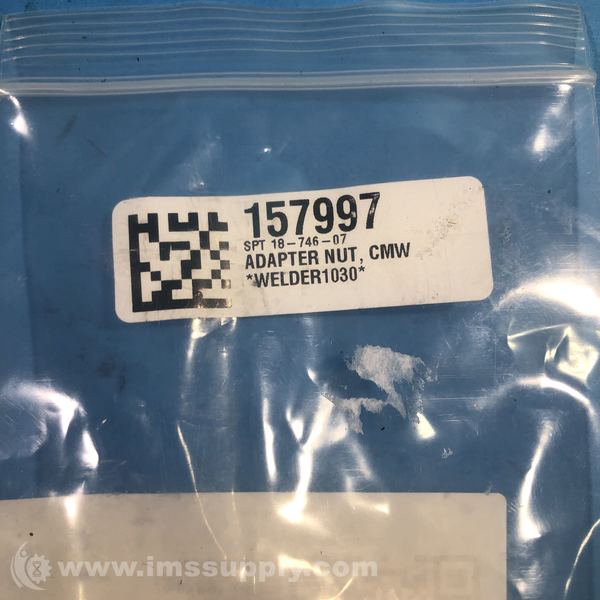 157997
SPT 18-746-07
ADAPTER NUT, CMW
*WELDER1030*
www.imssupply.com